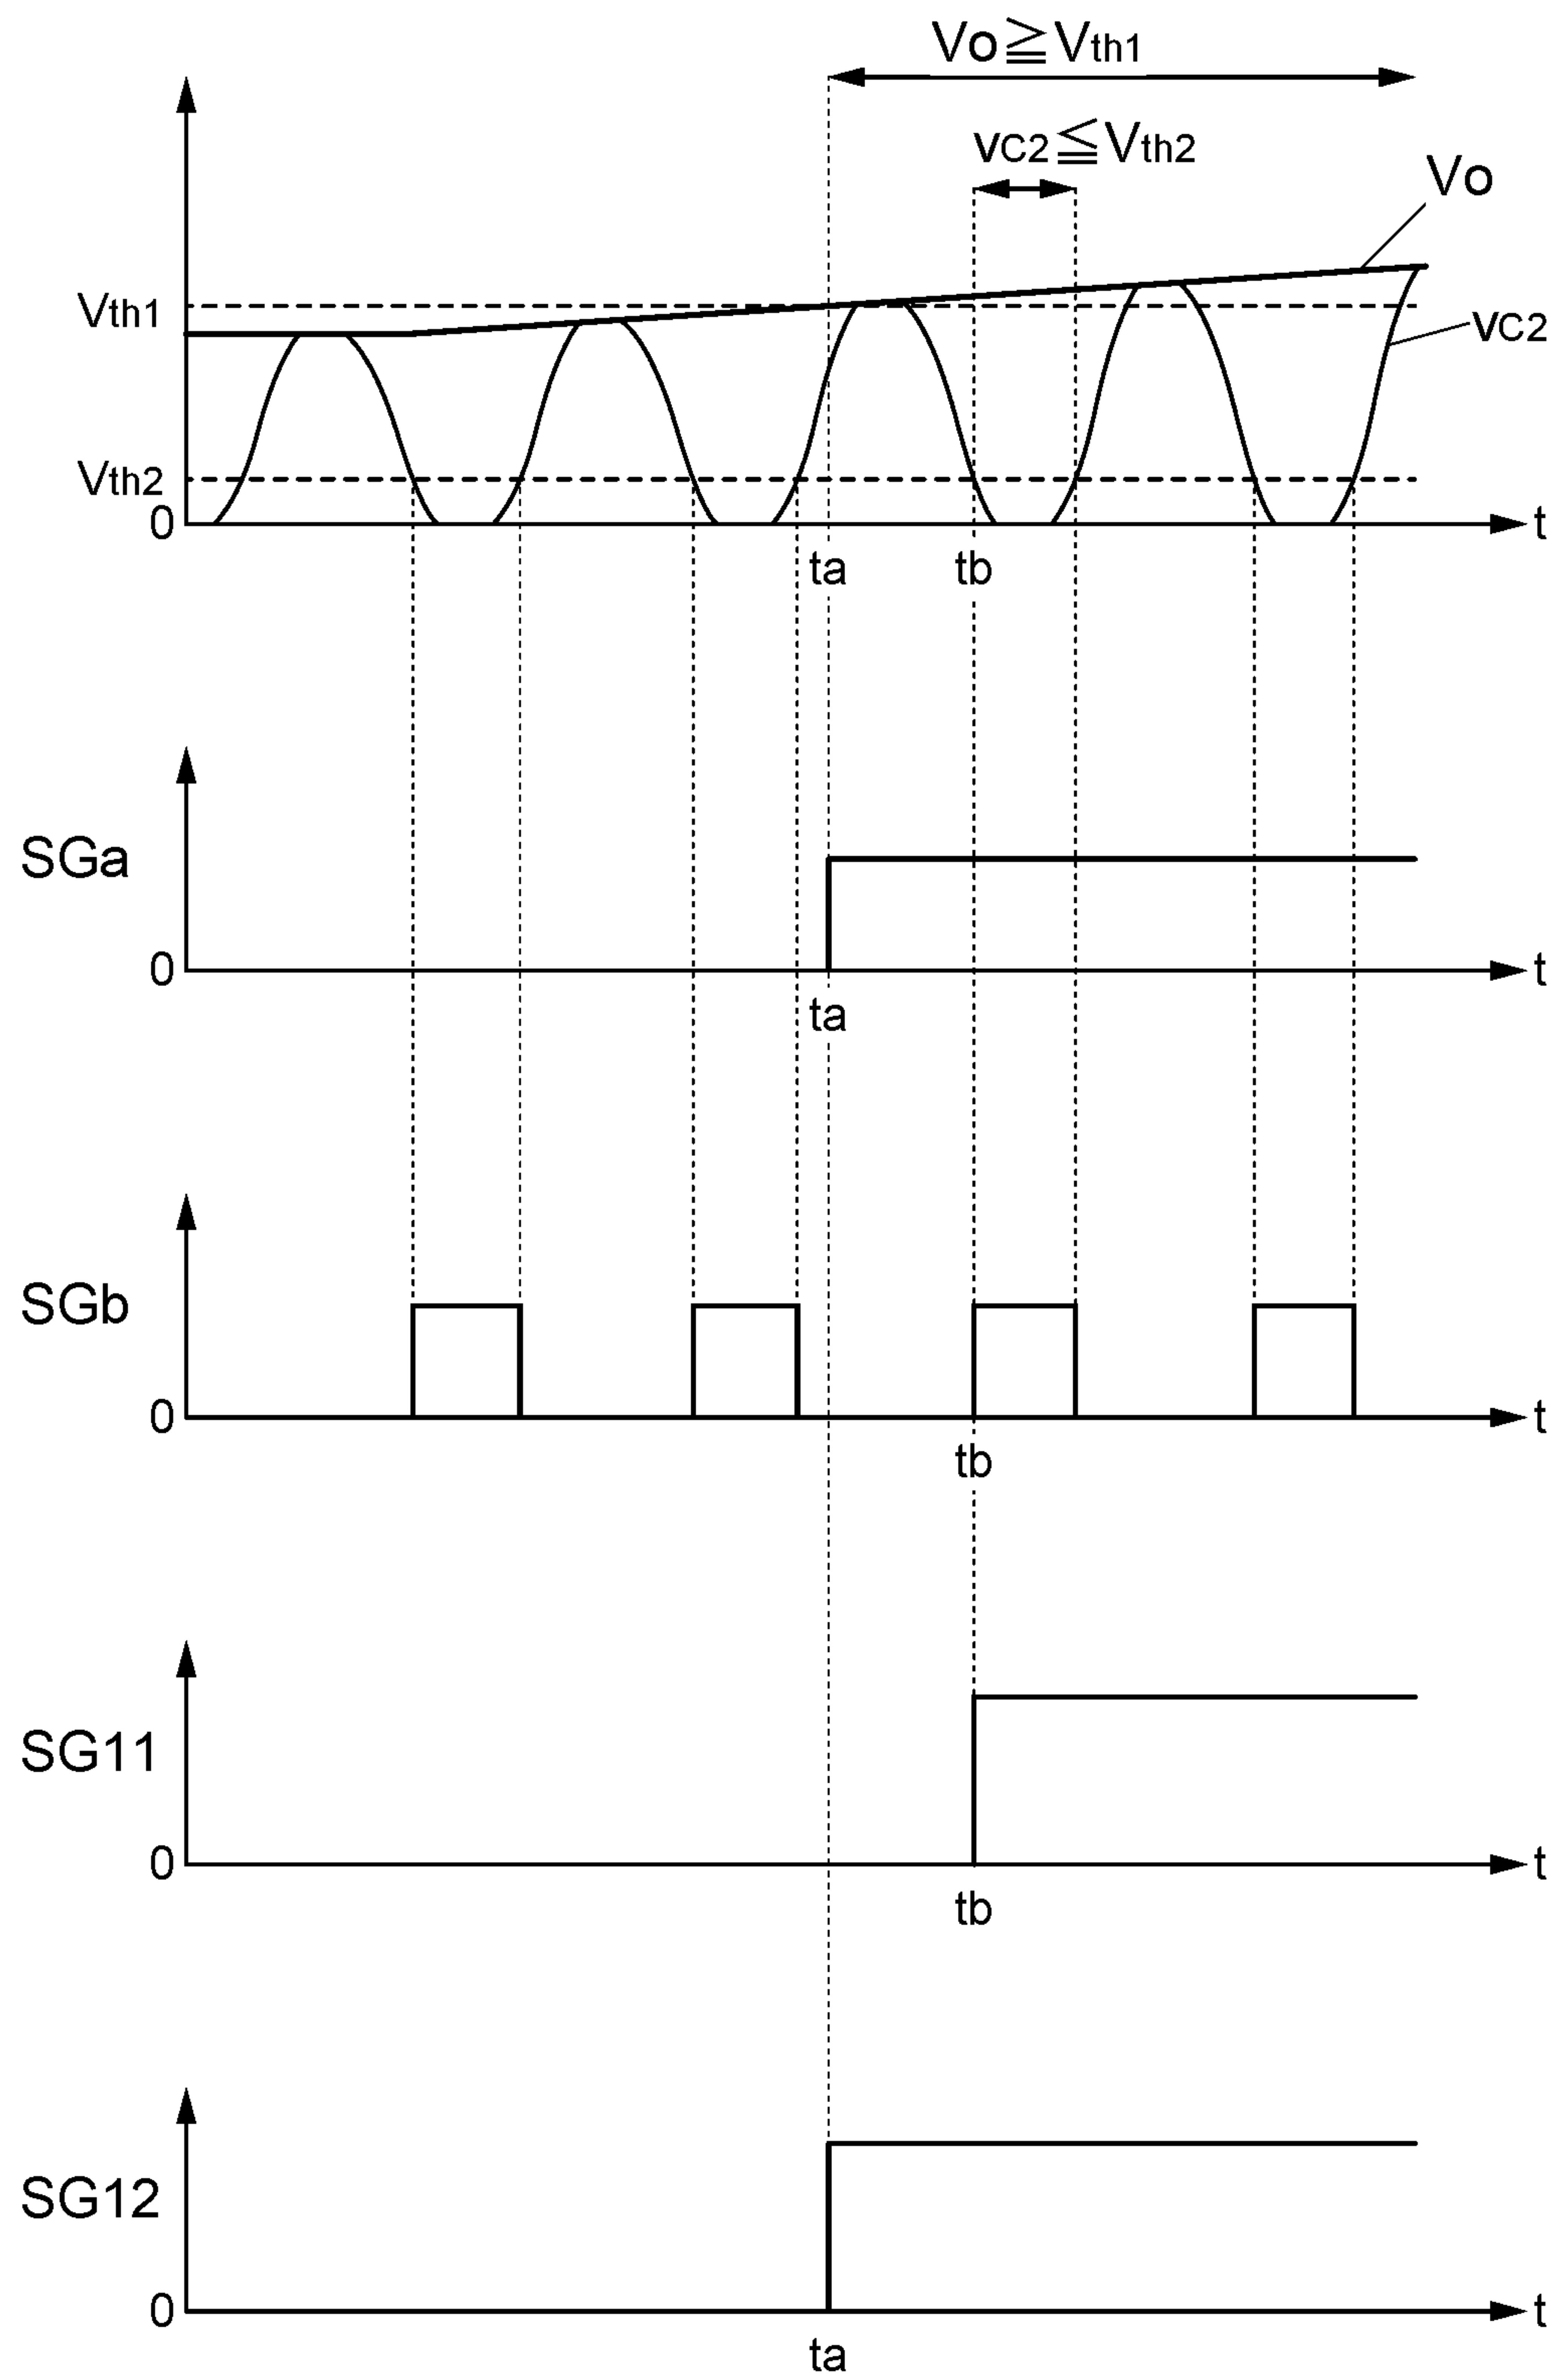 Vo≧Vth1
vC2≦Vth2
Vo
Vth1
vC2
Vth2
0
t
ta
tb
SGa
0
t
ta
SGb
0
t
tb
SG11
0
t
tb
SG12
0
t
ta